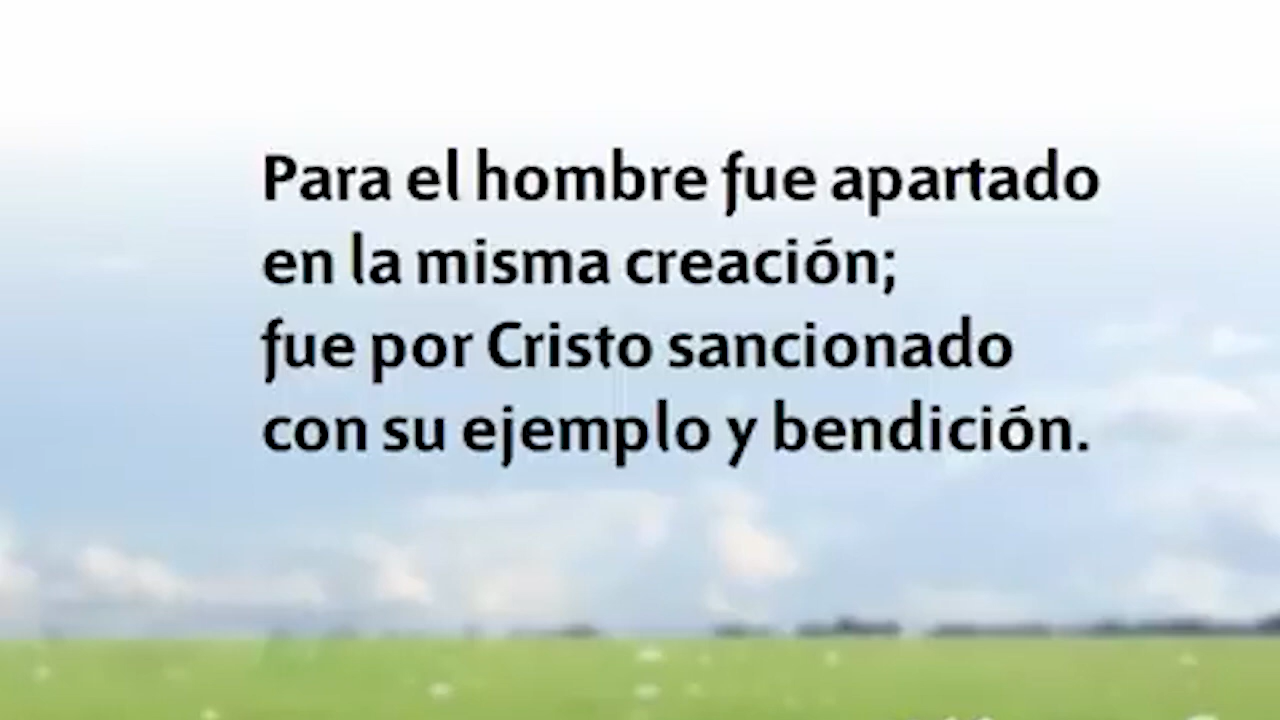 Para el hombre fue apartado
en la misma creación;
fue por Cristo sancionado
con su ejemplo y bendición.